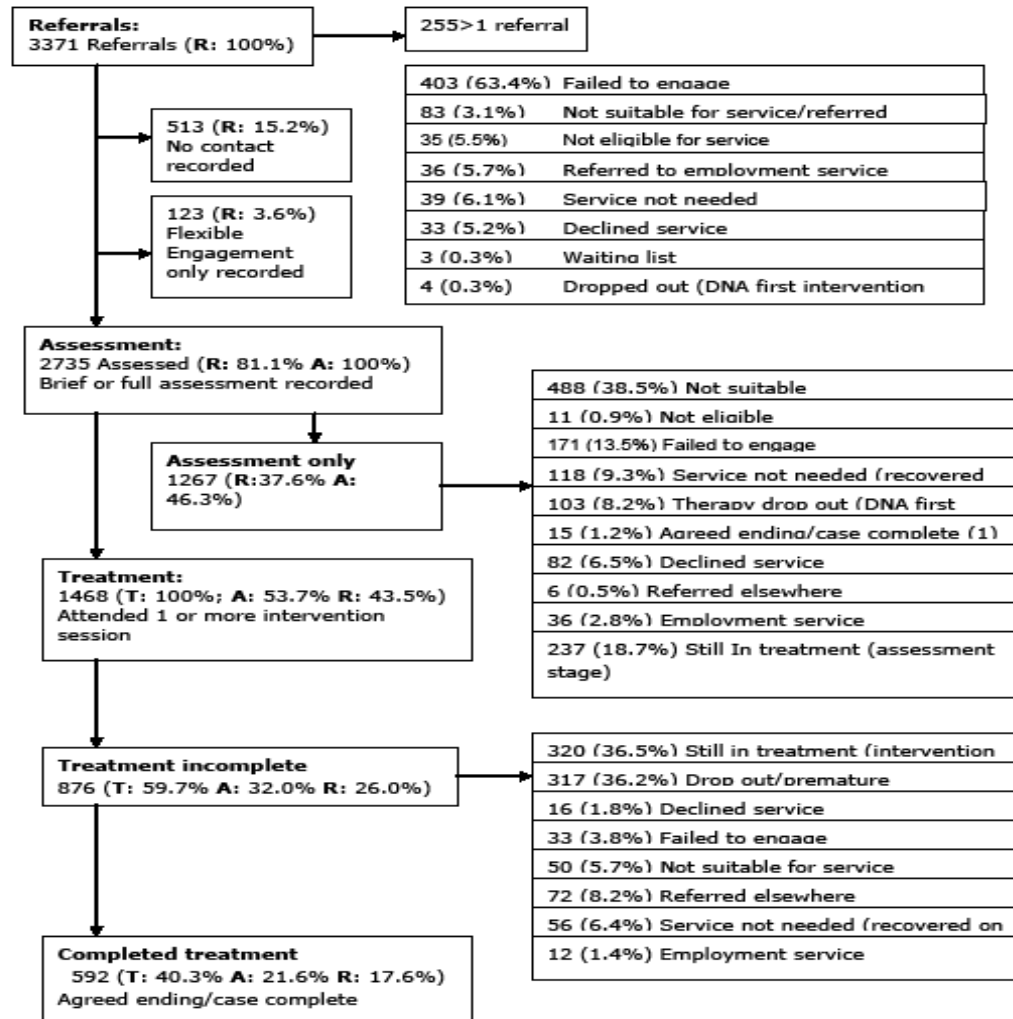 Referrals:
3371 Referrals (R: 100%)
255>1 referral
403 (63.4%) Failed to engage
83 (3.1%) Not suitable for service/referred
35 (5.5%) Not eligible for service
36 (5.7%) Referred to employment service
39 (6.1%) Service not needed
33 (5.2%) Declined service
3 (0.3%) Waiting list
4 (0.3%) Dropped out (DNA first intervention
513 (R: 15.2%)
No contact
recorded
123 (R: 3.6%)
Flexible
Engagement
only recorded
Assessment:
2735 Assessed (R: 81.1% A: 100%)
Brief or full assessment recorded
Assessment only
1267 (R:37.6% A:
46.3%)
488 (38.5%) Not suitable
11 (0.9%) Not eligible
171 (13.5%) Failed to engage
118 (9.3%) Service not needed (recovered
103 (8.2%) Therapy drop out (DNA first
15 (1.2%) Agreed ending/case complete (1)
82 (6.5%) Declined service
6 (0.5%) Referred elsewhere
36 (2.8%) Employment service
237 (18.7%) Still In treatment (assessment
stage)
Treatment:
1468 (T: 100%; A: 53.7% R: 43.5%)
Attended 1 or more intervention
session
Treatment incomplete
876 (T: 59.7% A: 32.0% R: 26.0%)
320 (36.5%) Still in treatment (intervention
317 (36.2%) Drop out/premature
16 (1.8%) Declined service
33 (3.8%) Failed to engage
50 (5.7%) Not suitable for service
72 (8.2%) Referred elsewhere
56 (6.4%) Service not needed (recovered on
12 (1.4%) Employment service
Completed treatment
592 (T: 40.3% A: 21.6% R: 17.6%)
Agreed ending/case complete